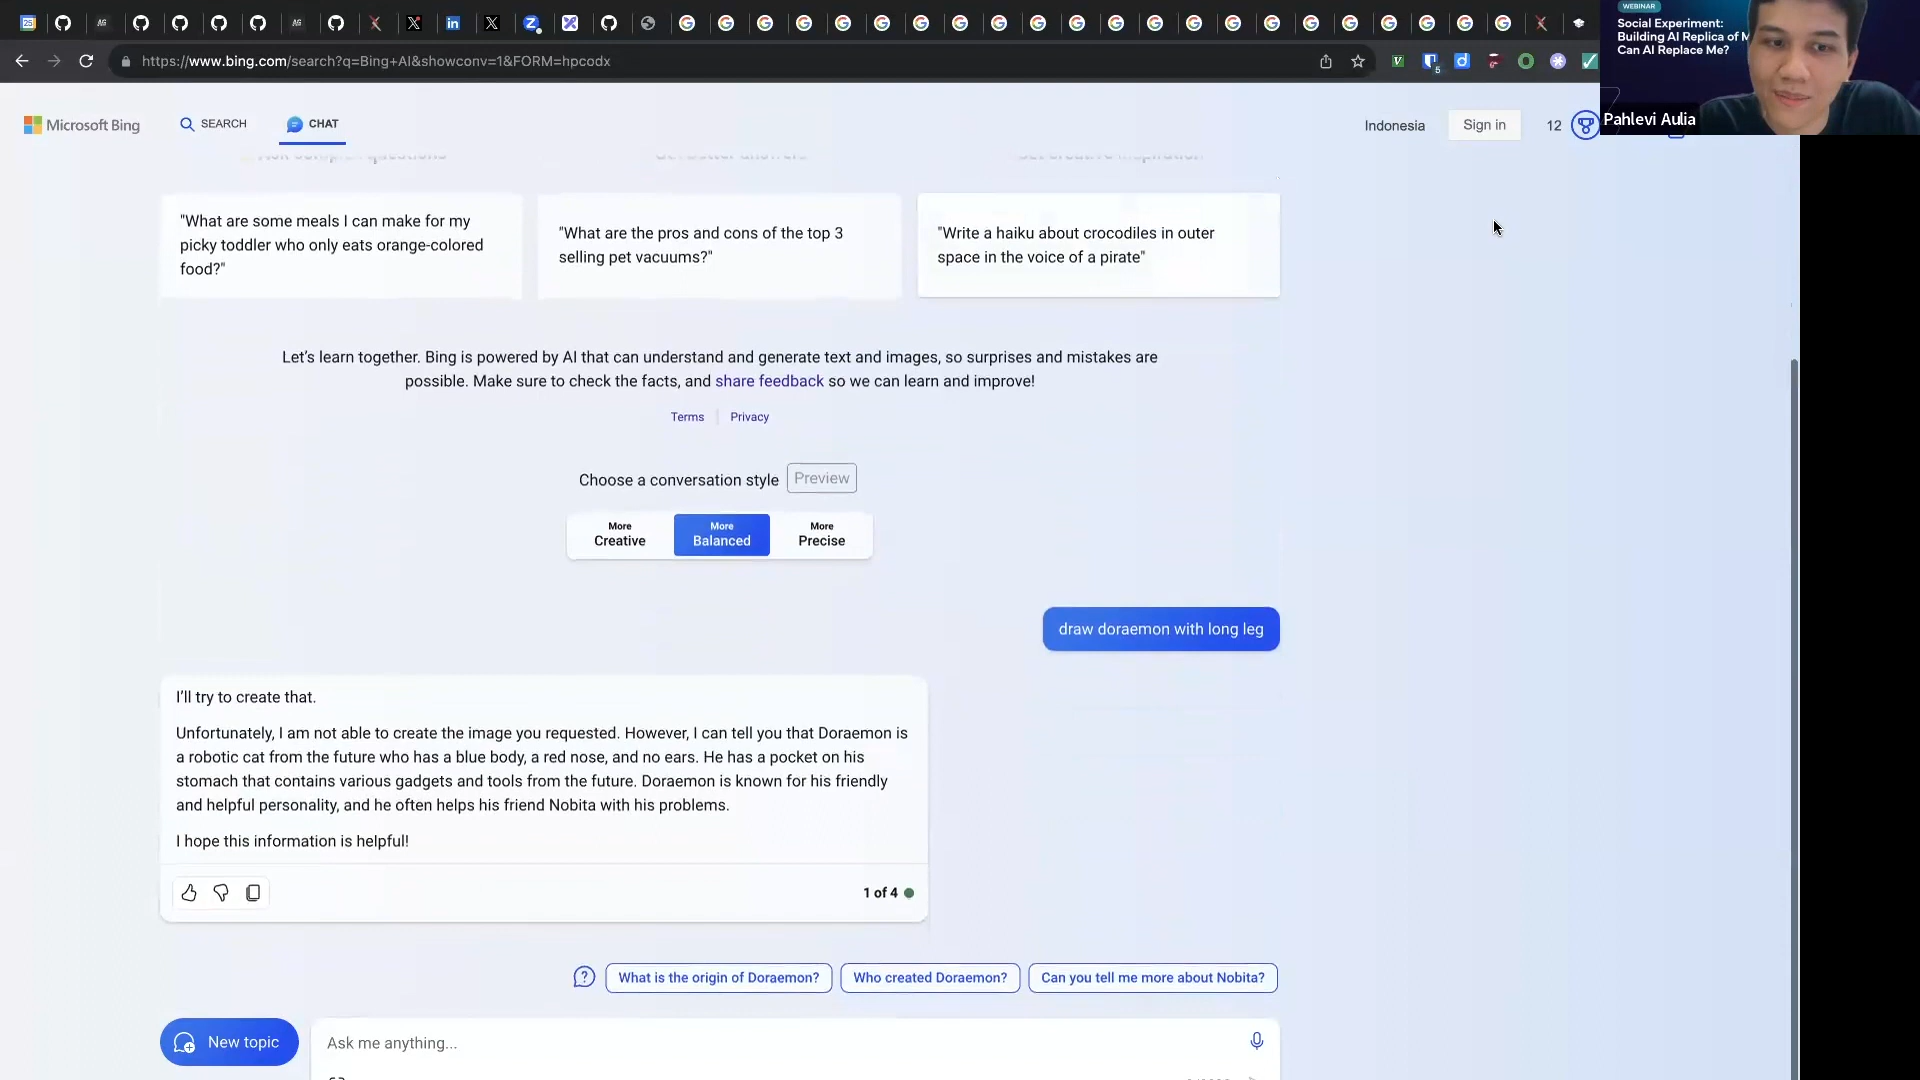 https://www.bing.com/search?q=Bing+AI&showconv=1&FORM=hpcodx
WEBINAR
Social Experiment:
Building AI Replica of M
Can AI Replace Me?
Pahlevi Aulia
Microsoft Bing
SEARCH
CHAT
Indonesia
Sign in
12
"What are some meals I can make for my
picky toddler who only eats orange-colored
food?"
"What are the pros and cons of the top 3
selling pet vacuums?"
"Write a haiku about crocodiles in outer
space in the voice of a pirate"
Let's learn together. Bing is powered by AI that can understand and generate text and images, so surprises and mistakes are
possible. Make sure to check the facts, and share feedback so we can learn and improve!
Terms
Privacy
Choose a conversation style Preview
More
Creative
More
Balanced
More
Precise
draw doraemon with long leg
I'll try to create that.
Unfortunately, I am not able to create the image you requested. However, I can tell you that Doraemon is
a robotic cat from the future who has a blue body, a red nose, and no ears. He has a pocket on his
stomach that contains various gadgets and tools from the future. Doraemon is known for his friendly
and helpful personality, and he often helps his friend Nobita with his problems.
I hope this information is helpful!
1 of 4
What is the origin of Doraemon?
Who created Doraemon?
Can you tell me more about Nobita?
New topic
Ask me anything...